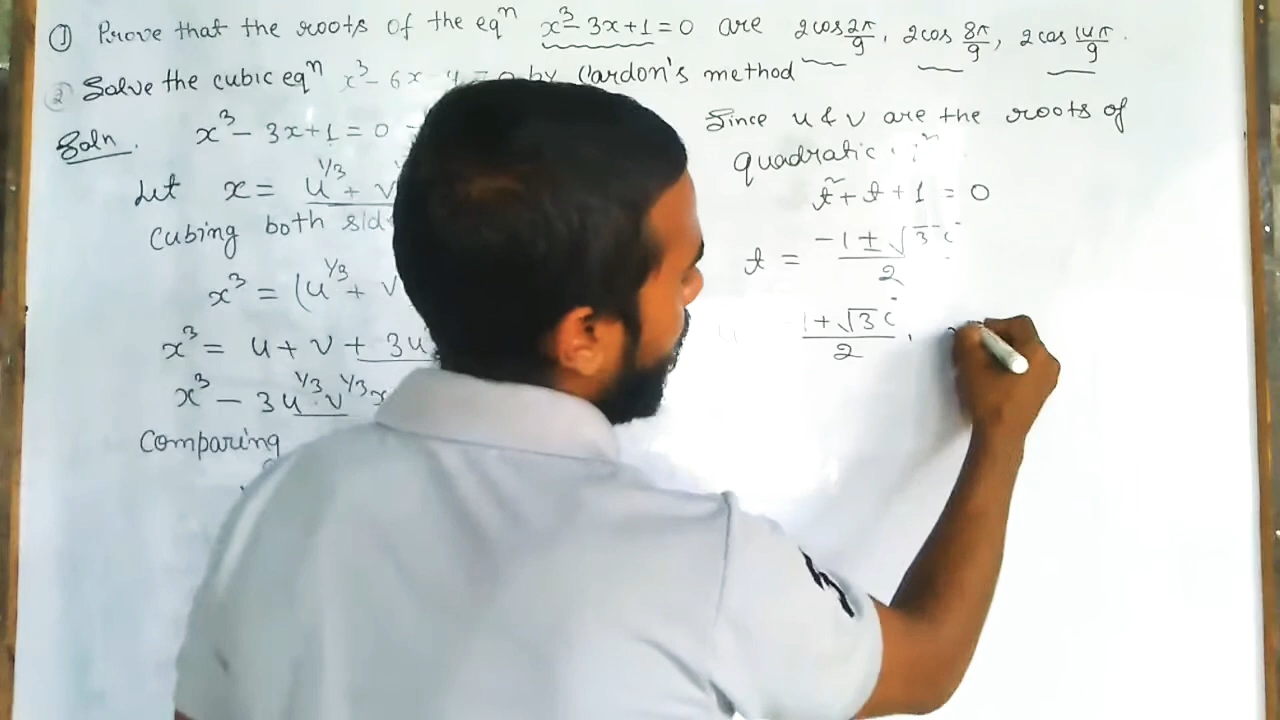 ① Prove that the roots of the eqⁿ x³ - 3x + 1 = 0 are 2cos 2π/9, 2cos 8π/9, 2cos 14π/9.
② Solve the cubic eqⁿ x³ - 6x = 0 by Cardon's method
Soln. x³ - 3x + 1 = 0
Let x = u^1/3 + v
Cubing both sid
x³ = (u^1/3 + v
x³ = u + v + 3u
x³ - 3u^1/3 . v^1/3 x
Comparing
Since u & v are the roots of
quadratic
t² + t + 1 = 0
t = (-1 ± √3 i)/2
1 + √3 i / 2 ,